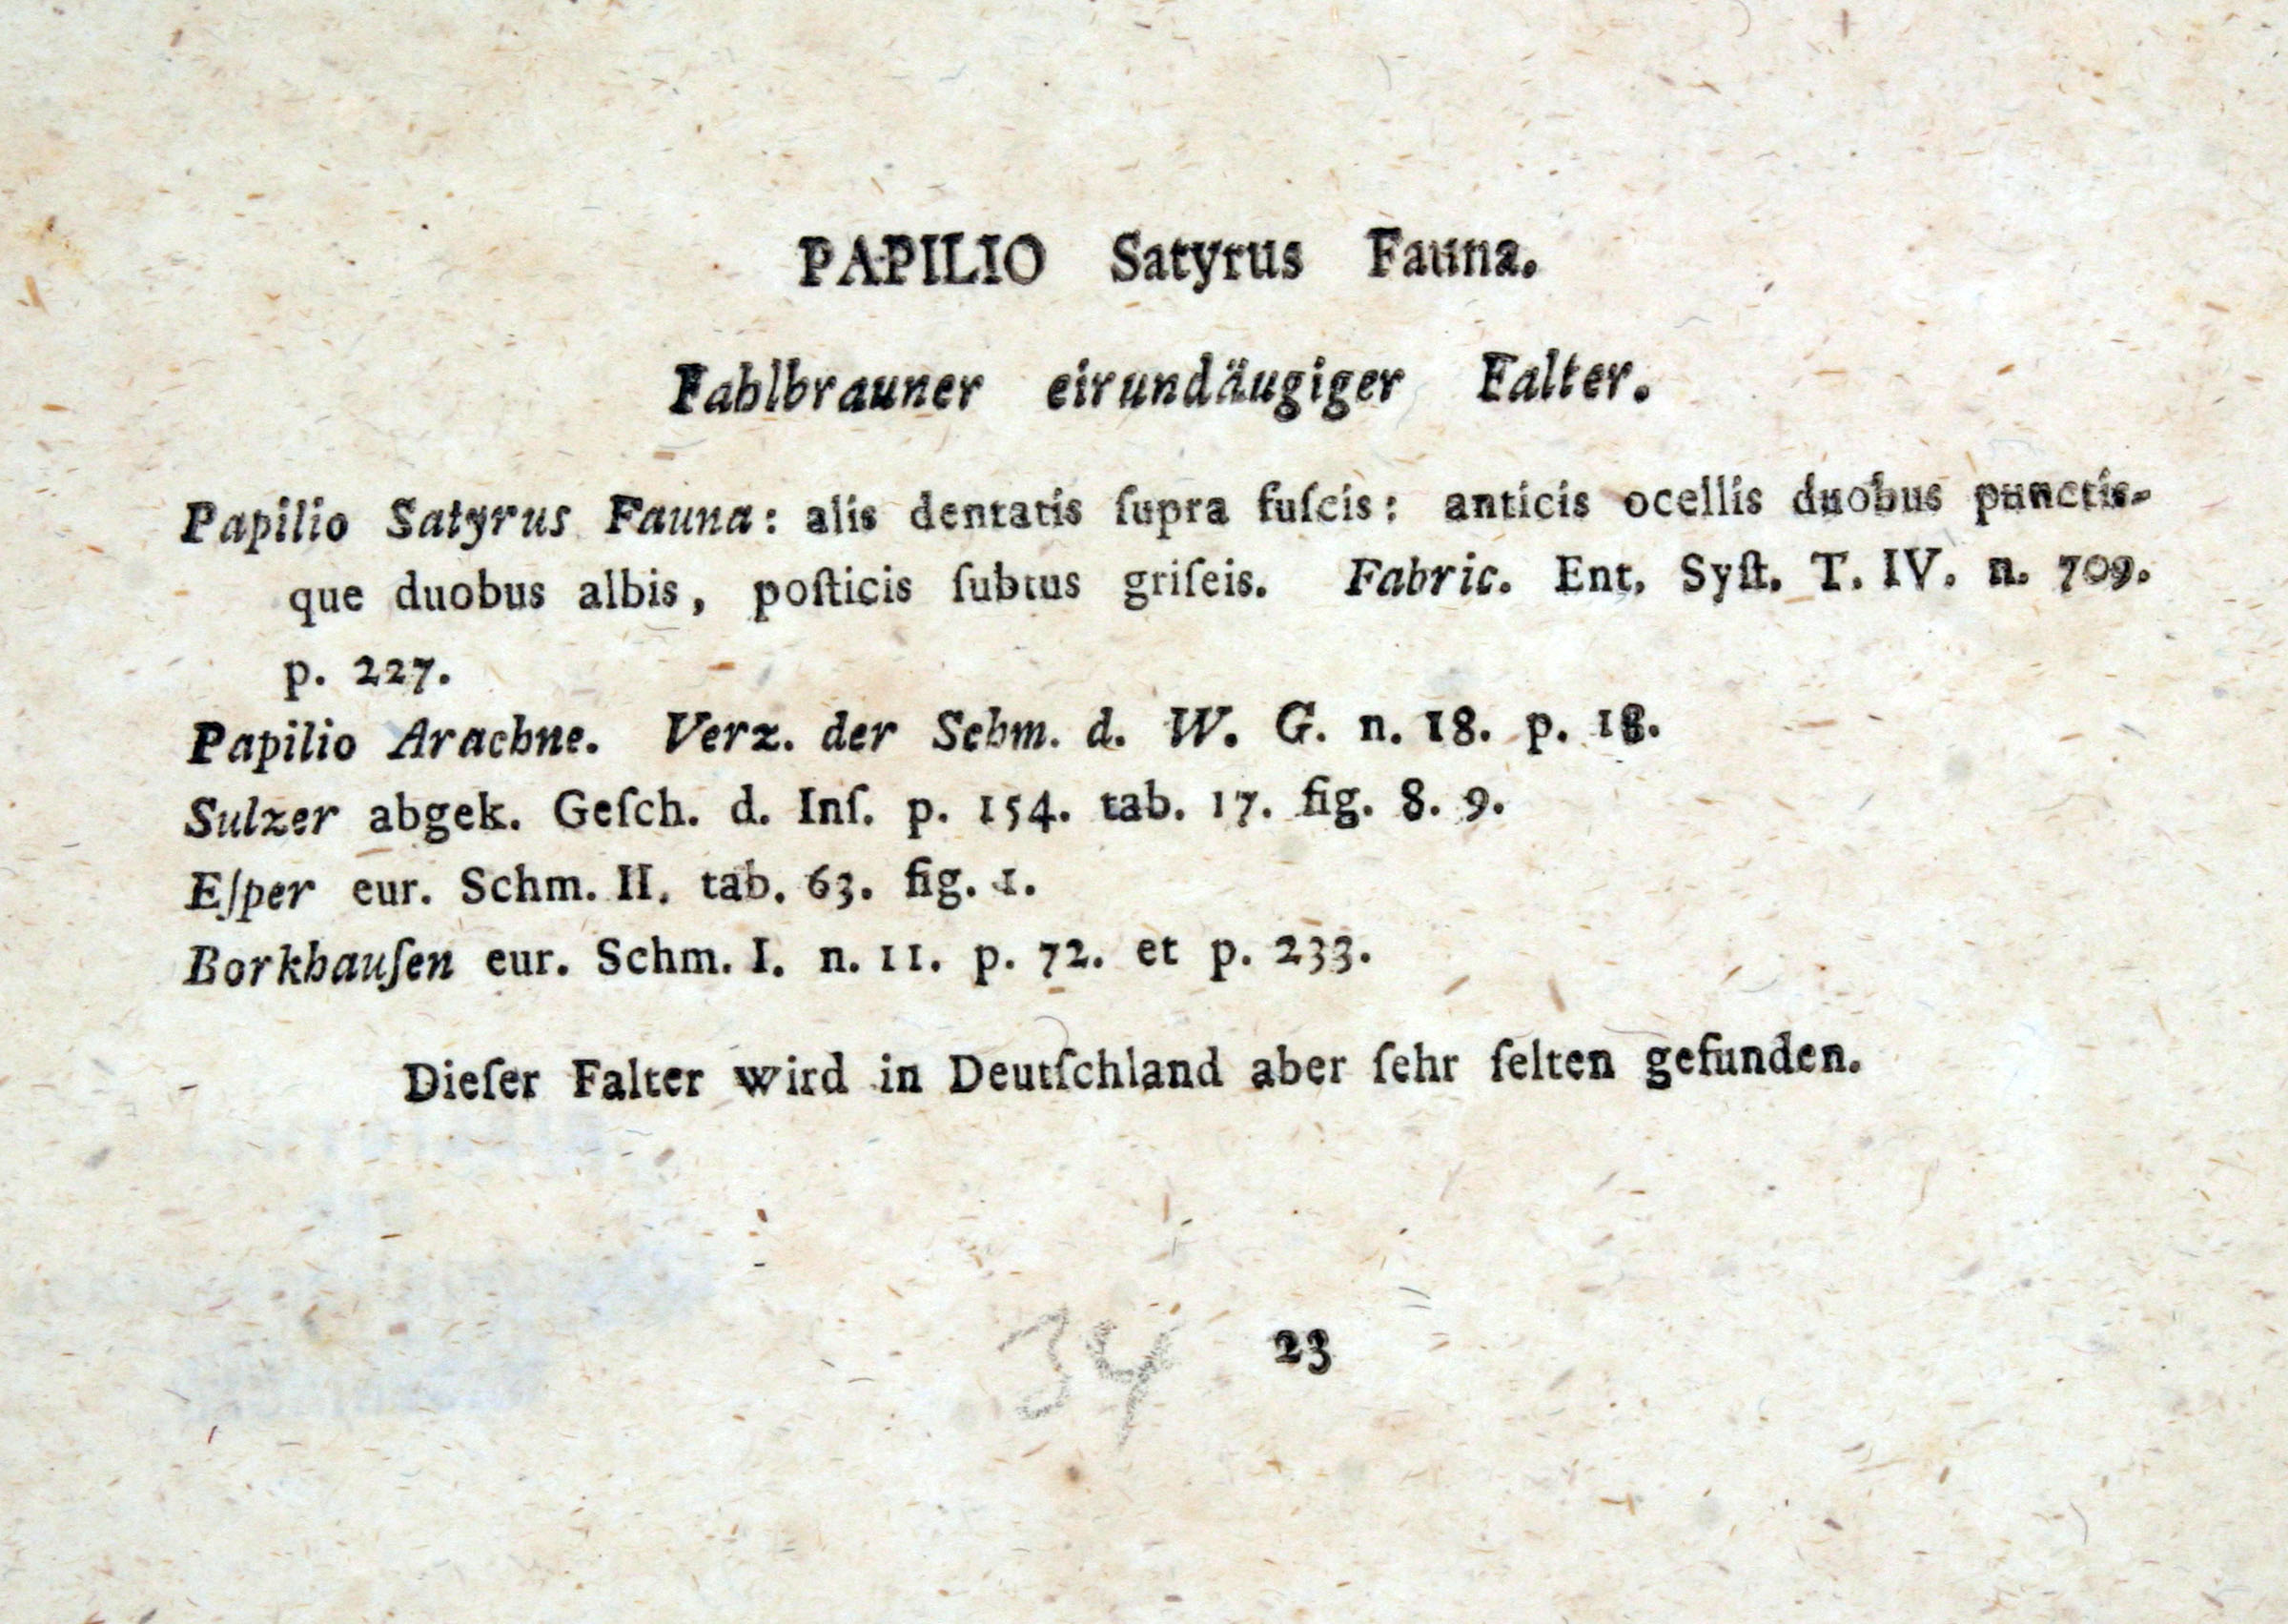 PAPILIO Satyrus Fauna.
Fahlbrauner eirundäugiger Falter.
Papilio Satyrus Fauna: alis dentatis ſupra fuſcis: anticis ocellis duobus punctis-
que duobus albis, poſticis ſubtus griſeis. Fabric. Ent. Syſt. T. IV. n. 709.
p. 227.
Papilio Arachne. Verz. der Schm. d. W. G. n. 18. p. 18.
Sulzer abgek. Geſch. d. Inſ. p. 154. tab. 17. fig. 8. 9.
Eſper eur. Schm. II. tab. 63. fig. 1.
Borkhauſen eur. Schm. I. n. 11. p. 72. et p. 233.
Dieſer Falter wird in Deutſchland aber ſehr ſelten gefunden.
34 23